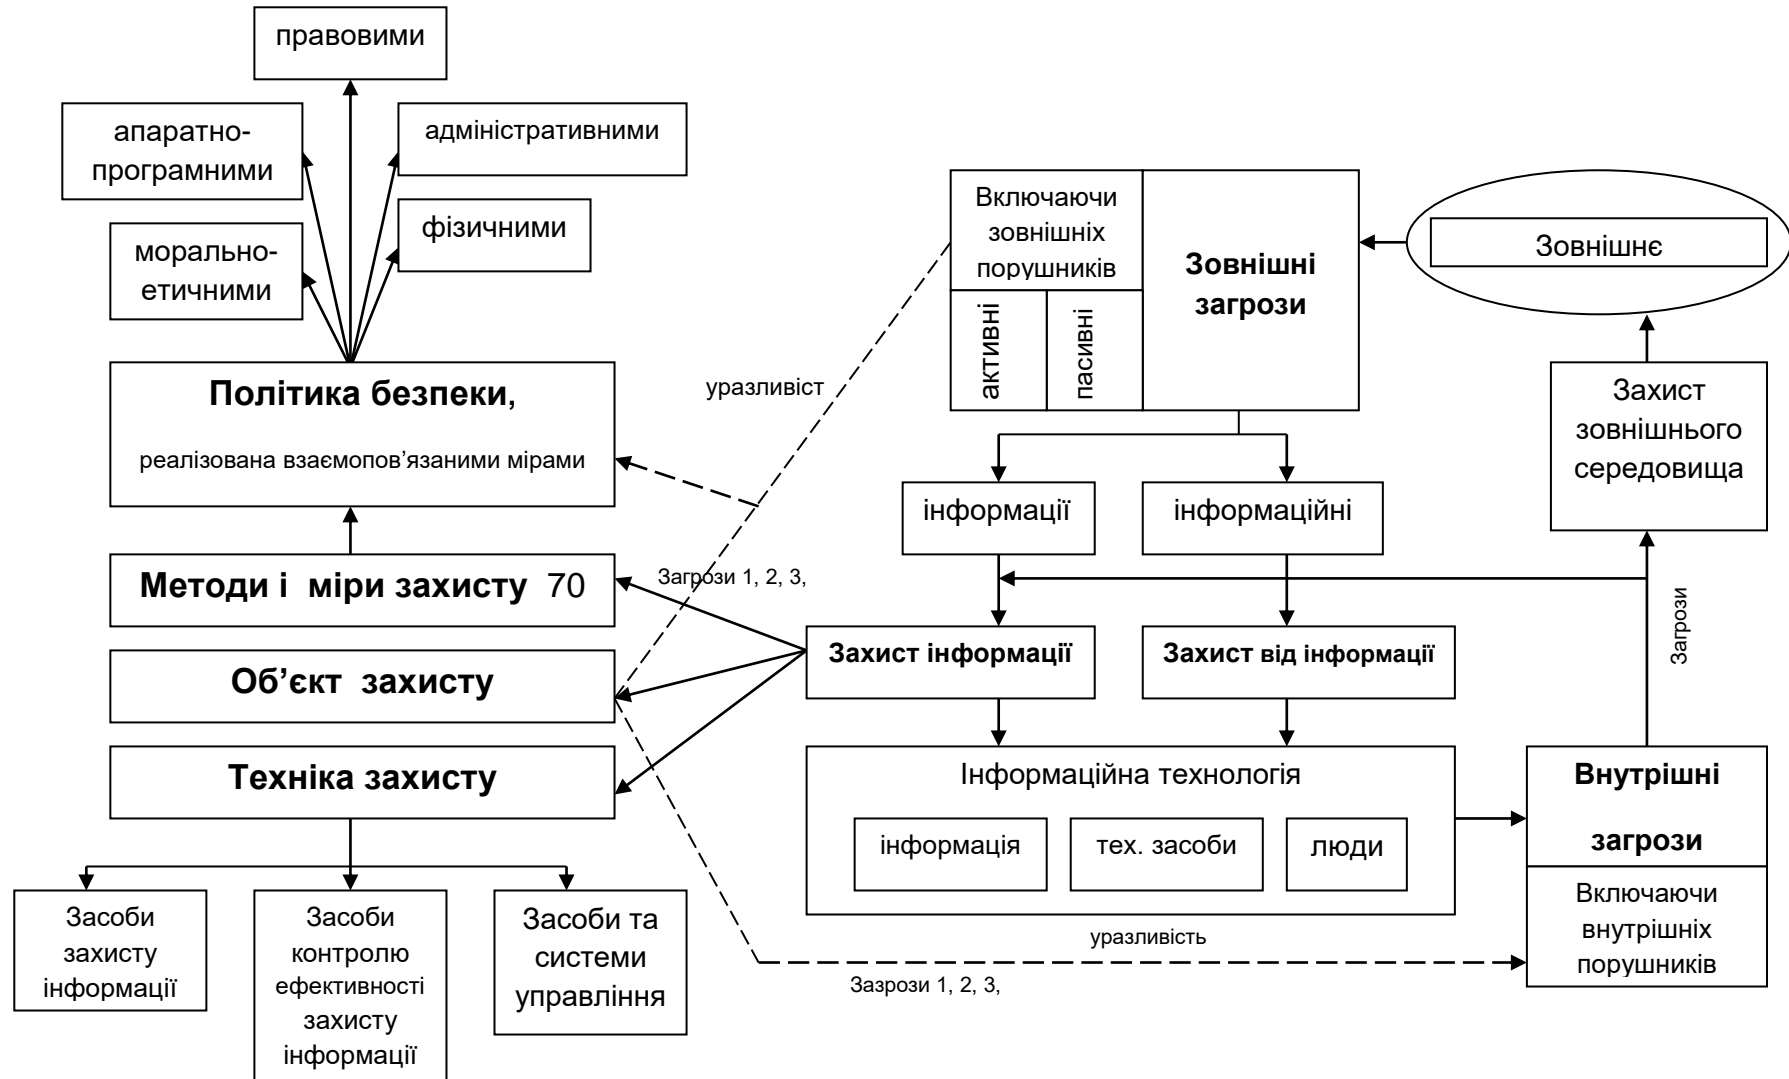 правовими
апаратно-
програмними
адміністративними
морально-
етичними
фізичними
Політика безпеки,
реалізована взаємопов’язаними мірами
Методи і міри захисту 70
Об’єкт захисту
Техніка захисту
Засоби
захисту
інформації
Засоби
контролю
ефективності
захисту
інформації
Засоби та
системи
управління
уразливіст
Загрози 1, 2, 3,
Включаючи
зовнішніх
порушників
активні
пасивні
Зовнішні
загрози
Зовнішнє
Захист
зовнішнього
середовища
інформації
інформаційні
Захист інформації
Захист від інформації
Загрози
Інформаційна технологія
інформація
тех. засоби
люди
Внутрішні
загрози
Включаючи
внутрішніх
порушників
уразливість
Зазрози 1, 2, 3,